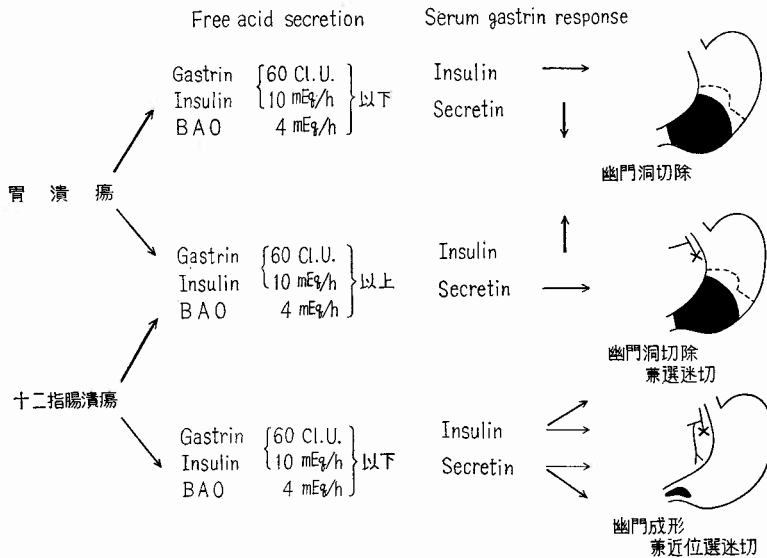 Free acid secretion Serum gastrin response
Gastrin {60 Cl.U.
Insulin 10 mEq/h }以下
BAO 4 mEq/h
Insulin →
Secretin ↓
幽門洞切除
胃潰瘍
Gastrin {60 Cl.U.
Insulin 10 mEq/h }以上
BAO 4 mEq/h
Insulin ↑
Secretin →
幽門洞切除
兼選迷切
十二指腸潰瘍
Gastrin {60 Cl.U.
Insulin 10 mEq/h }以下
BAO 4 mEq/h
Insulin
Secretin
幽門成形
兼近位選迷切